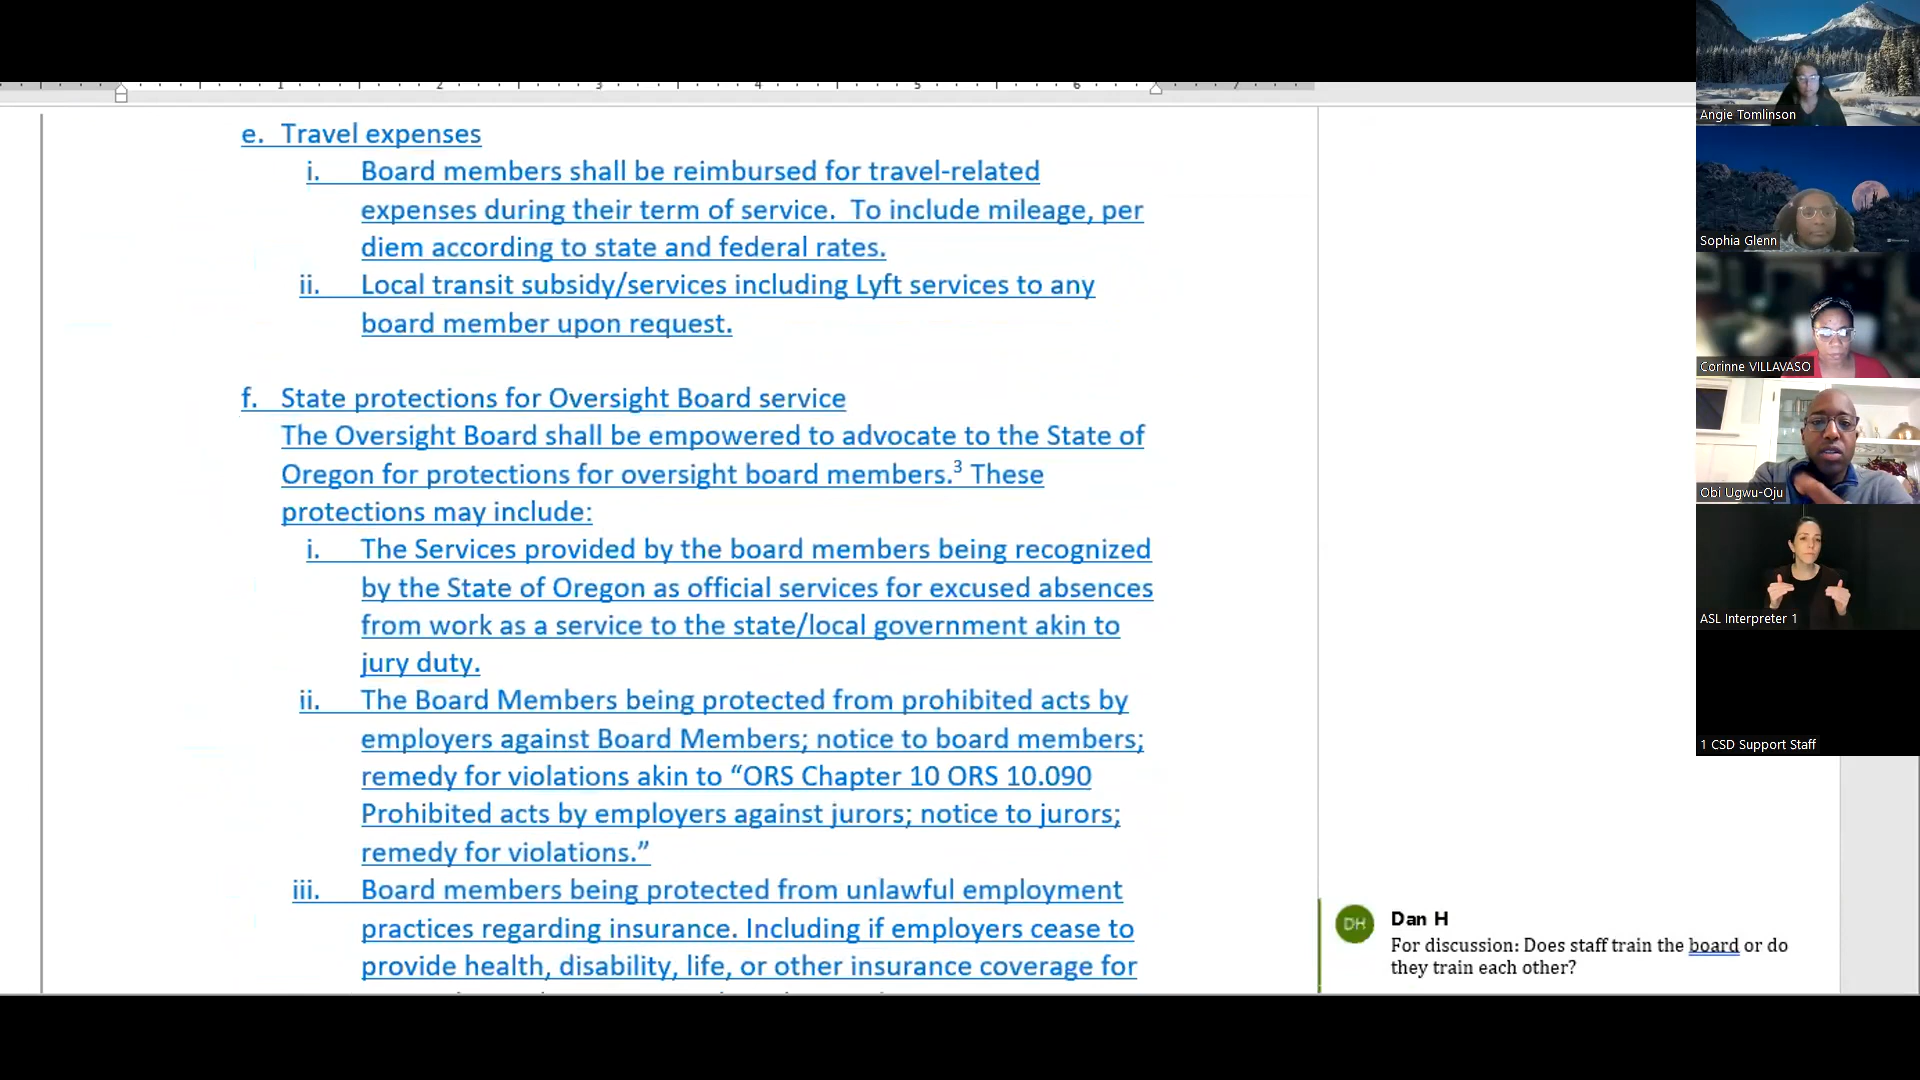 1 2 3 4 5 6 7
e. Travel expenses
i. Board members shall be reimbursed for travel-related
expenses during their term of service.  To include mileage, per
diem according to state and federal rates.
ii. Local transit subsidy/services including Lyft services to any
board member upon request.
f. State protections for Oversight Board service
The Oversight Board shall be empowered to advocate to the State of
Oregon for protections for oversight board members.3 These
protections may include:
i. The Services provided by the board members being recognized
by the State of Oregon as official services for excused absences
from work as a service to the state/local government akin to
jury duty.
ii. The Board Members being protected from prohibited acts by
employers against Board Members; notice to board members;
remedy for violations akin to “ORS Chapter 10 ORS 10.090
Prohibited acts by employers against jurors; notice to jurors;
remedy for violations.”
iii. Board members being protected from unlawful employment
practices regarding insurance. Including if employers cease to
provide health, disability, life, or other insurance coverage for
DH
Dan H
For discussion: Does staff train the board or do
they train each other?
Angie Tomlinson
Sophia Glenn
Corinne VILLAVASO
Obi Ugwu-Oju
ASL Interpreter 1
1 CSD Support Staff